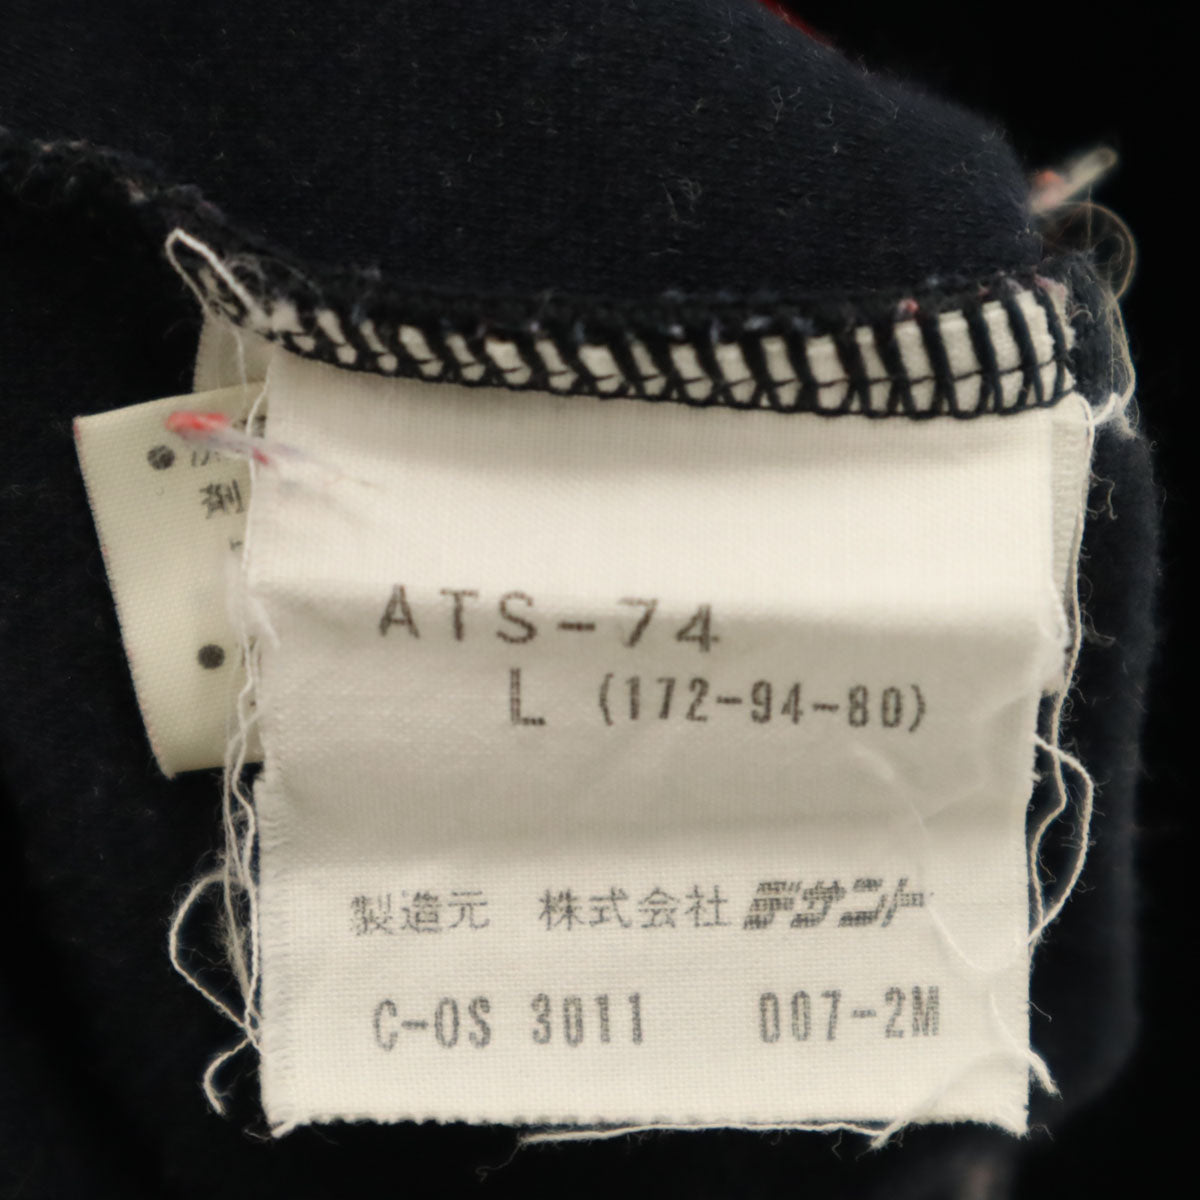 ATS-74
L (172-94-80)
製造元 株式会社 デサント
C-OS 3011 007-2M
剤